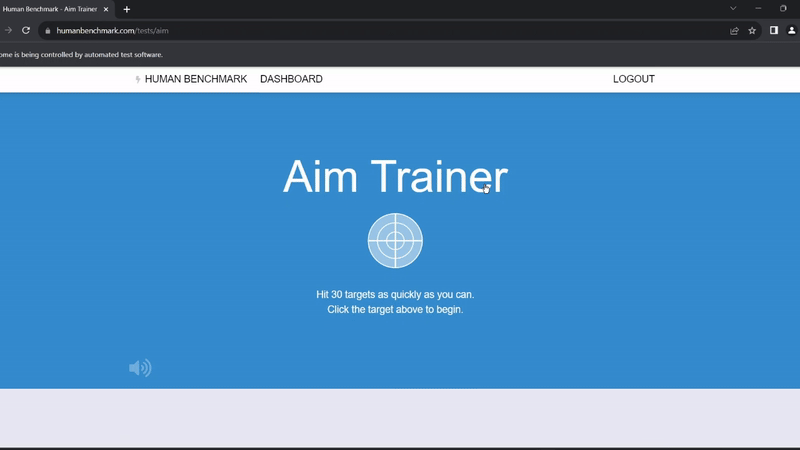 Human Benchmark - Aim Trainer
humanbenchmark.com/tests/aim
ome is being controlled by automated test software.
HUMAN BENCHMARK DASHBOARD LOGOUT
Aim Trainer
Hit 30 targets as quickly as you can.
Click the target above to begin.